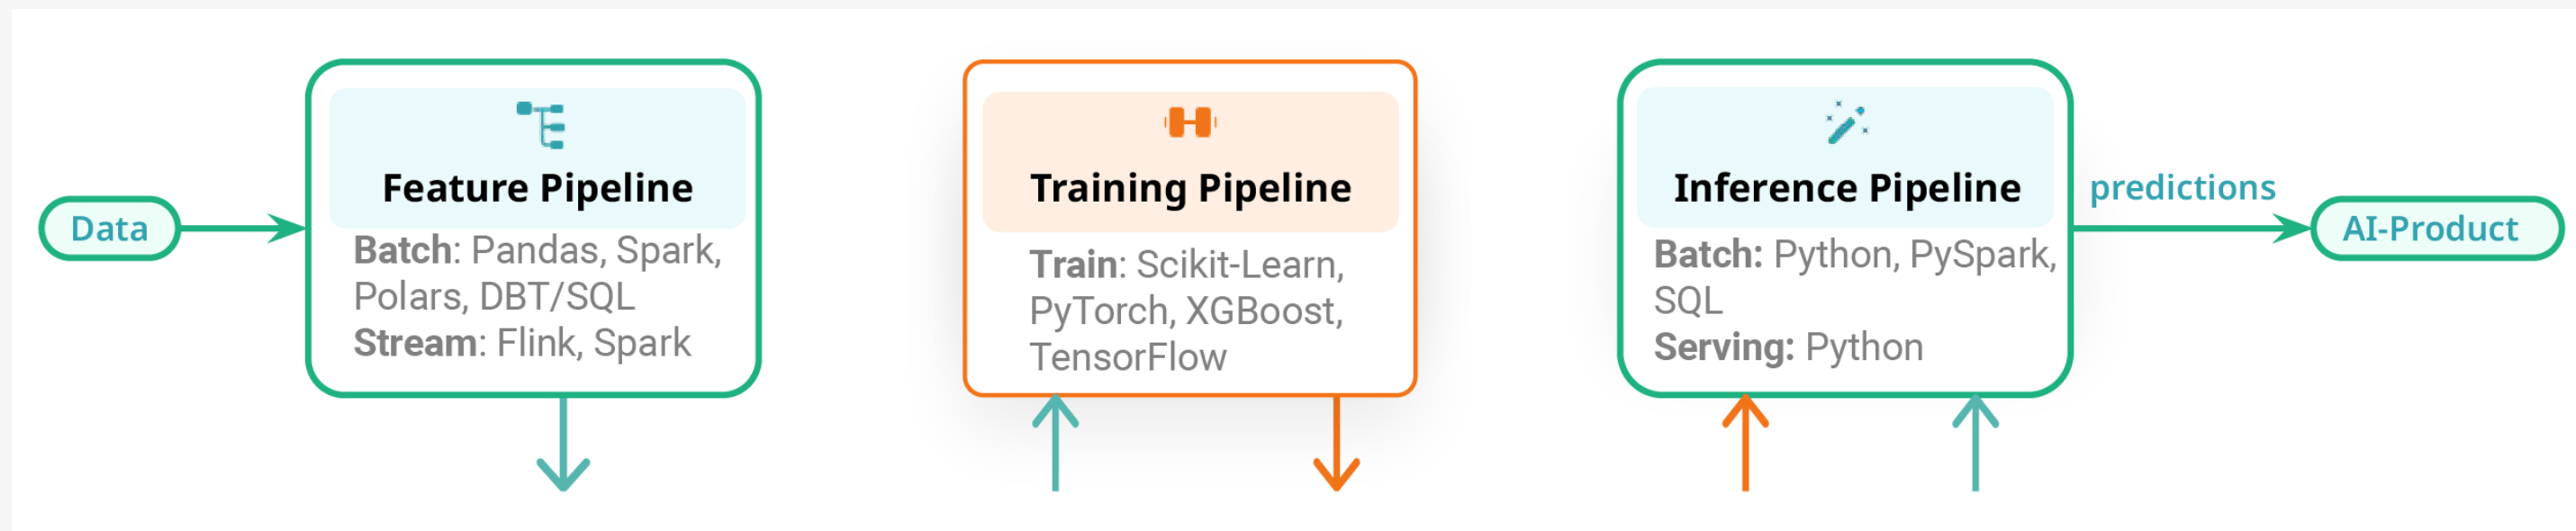 Data
Feature Pipeline
Batch: Pandas, Spark,
Polars, DBT/SQL
Stream: Flink, Spark
Training Pipeline
Train: Scikit-Learn,
PyTorch, XGBoost,
TensorFlow
Inference Pipeline
Batch: Python, PySpark,
SQL
Serving: Python
predictions
AI-Product